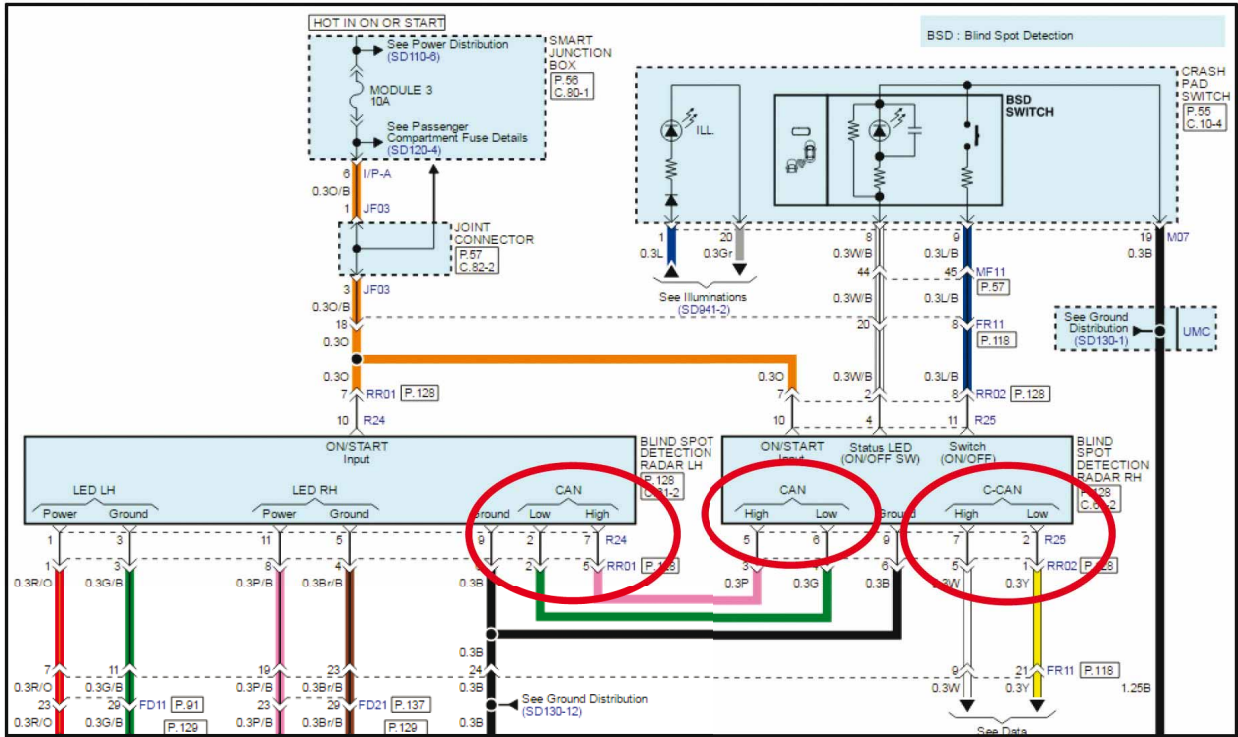 HOT IN ON OR START
BSD : Blind Spot Detection
See Power Distribution
(SD110-6)
SMART
JUNCTION
BOX
P.56
C.80-1
MODULE 3
10A
See Passenger
Compartment Fuse Details
(SD120-4)
CRASH
PAD
SWITCH
P.55
C.10-4
BSD
SWITCH
ILL.
6 I/P-A
0.3O/B
1 JF03
JOINT
CONNECTOR
P.57
C.82-2
1 20 8 9 19 M07
0.3L 0.3Gr 0.3W/B 0.3L/B 0.3B
44 45 MF11
P.57
See Illuminations
(SD941-2)
3 JF03
0.3O/B 0.3W/B 0.3L/B
18 20 8 FR11
P.118
See Ground
Distribution
(SD130-1)
UMC
0.3O
0.3O 0.3O 0.3W/B 0.3L/B
7 RR01 P.128 7 2 8 RR02 P.128
10 R24 10 4 11 R25
ON/START
Input
BLIND SPOT
DETECTION
RADAR LH
P.128
ON/START
Input
Status LED
(ON/OFF SW)
Switch
(ON/OFF)
BLIND
SPOT
DETECTION
RADAR RH
LED LH LED RH CAN CAN C-CAN
Power Ground Power Ground Ground Low High High Low Ground High Low
1 3 11 5 9 2 7 R24 5 6 9 7 2 R25
1 3 8 4 2 5 RR01 3 6 5 1 RR02
0.3R/O 0.3G/B 0.3P/B 0.3Br/B 0.3B 0.3P 0.3G 0.3B 0.3W 0.3Y
0.3B
7 11 19 23 24 9 21 FR11 P.118
0.3R/O 0.3G/B 0.3P/B 0.3Br/B 0.3B 0.3W 0.3Y 1.25B
23 29 FD11 P.91 23 29 FD21 P.137
See Ground Distribution
(SD130-12)
0.3R/O 0.3G/B P.129 0.3P/B 0.3Br/B P.129 0.3B
See Data